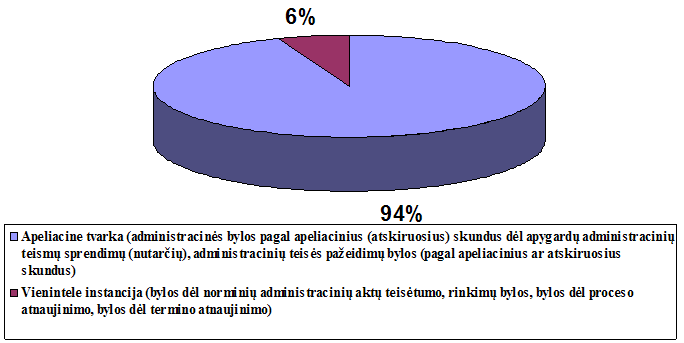 6%
94%
Apeliacine tvarka (administracinės bylos pagal apeliacinius (atskiruosius) skundus dėl apygardų administracinių
teismų sprendimų (nutarčių), administracinių teisės pažeidimų bylos (pagal apeliacinius ar atskiruosius
skundus)
Vienintele instancija (bylos dėl norminių administracinių aktų teisėtumo, rinkimų bylos, bylos dėl proceso
atnaujinimo, bylos dėl termino atnaujinimo)